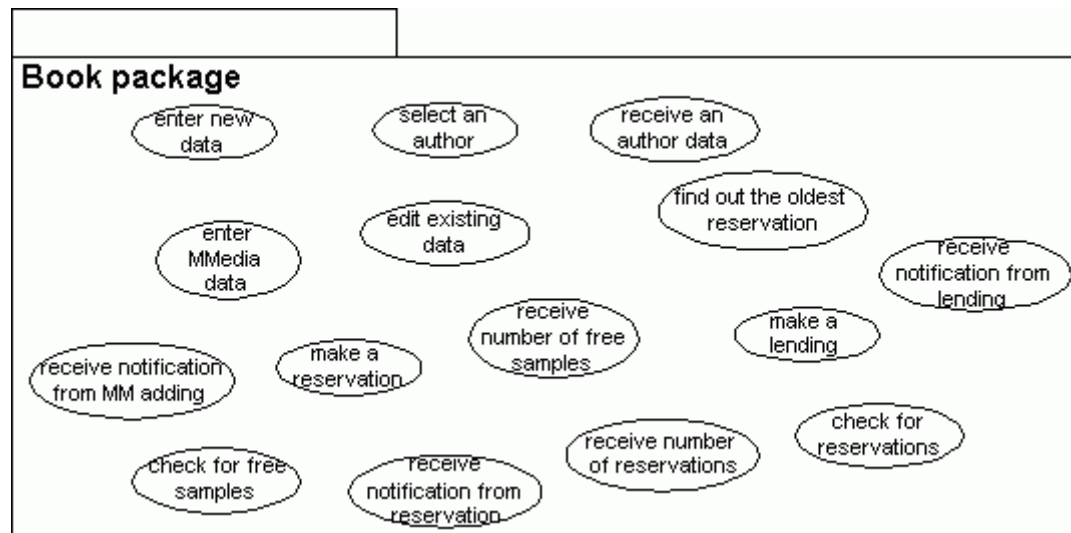 Book package
enter new
data
select an
author
receive an
author data
find out the oldest
reservation
enter
MMedia
data
edit existing
data
receive
notification from
lending
receive
number of free
samples
make a
lending
receive notification
from MM adding
make a
reservation
check for
reservations
receive number
of reservations
check for free
samples
receive
notification from
reservation